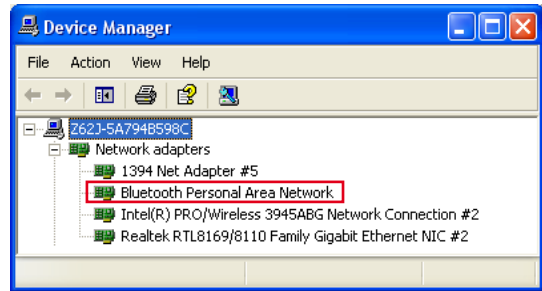 Device Manager
File Action View Help
Z62J-5A794B598C
Network adapters
1394 Net Adapter #5
Bluetooth Personal Area Network
Intel(R) PRO/Wireless 3945ABG Network Connection #2
Realtek RTL8169/8110 Family Gigabit Ethernet NIC #2